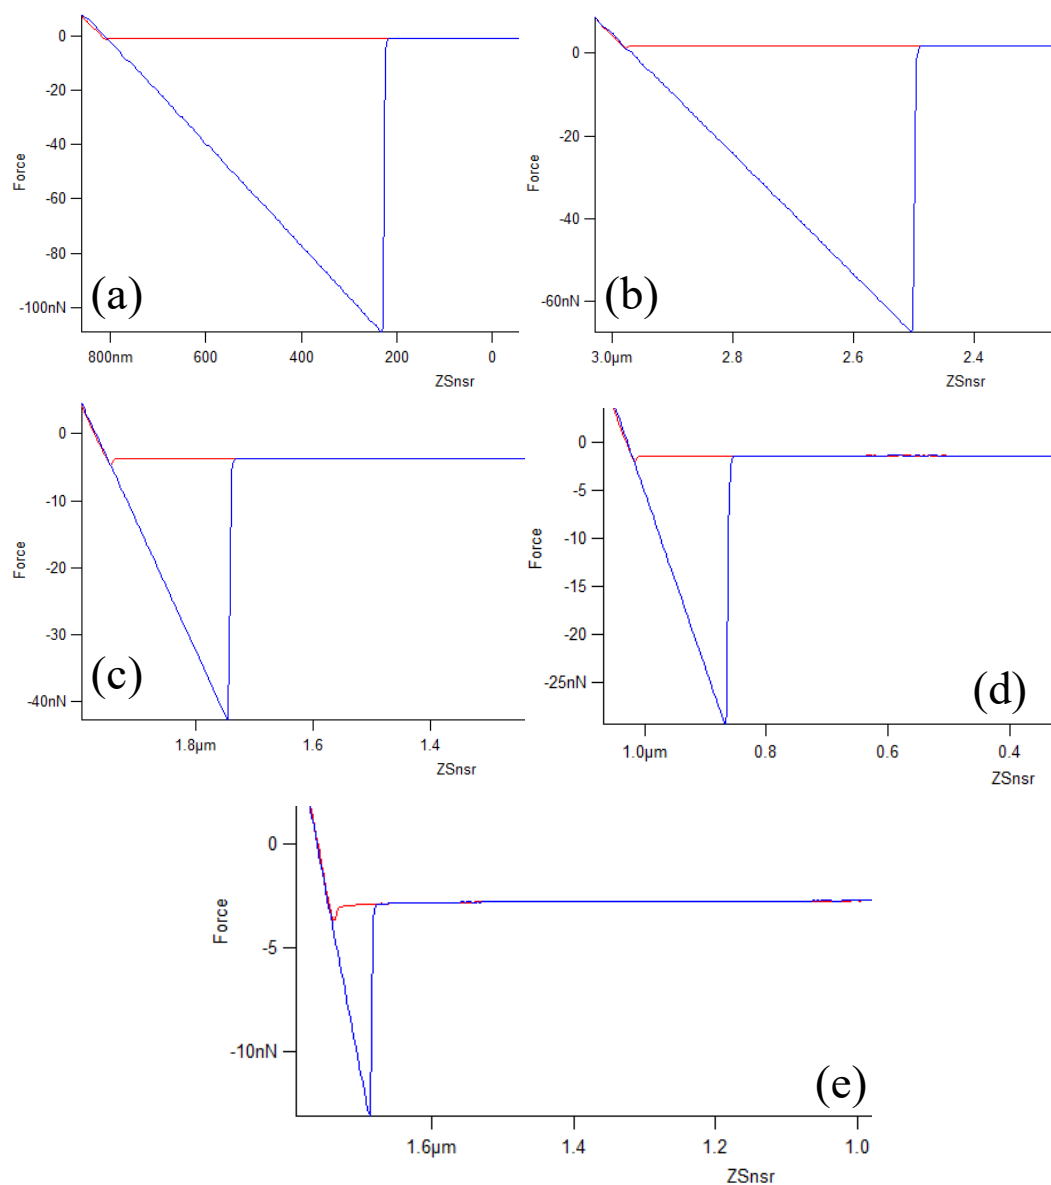 0
-20
-40
-60
-80
-100nN
Force
(a)
800nm 600 400 200 0
ZSnsr
0
-20
-40
-60nN
Force
(b)
3.0µm 2.8 2.6 2.4
ZSnsr
0
-10
-20
-30
-40nN
Force
(c)
1.8µm 1.6 1.4
ZSnsr
0
-5
-10
-15
-20
-25nN
Force
(d)
1.0µm 0.8 0.6 0.4
ZSnsr
0
-5
-10nN
Force
(e)
1.6µm 1.4 1.2 1.0
ZSnsr